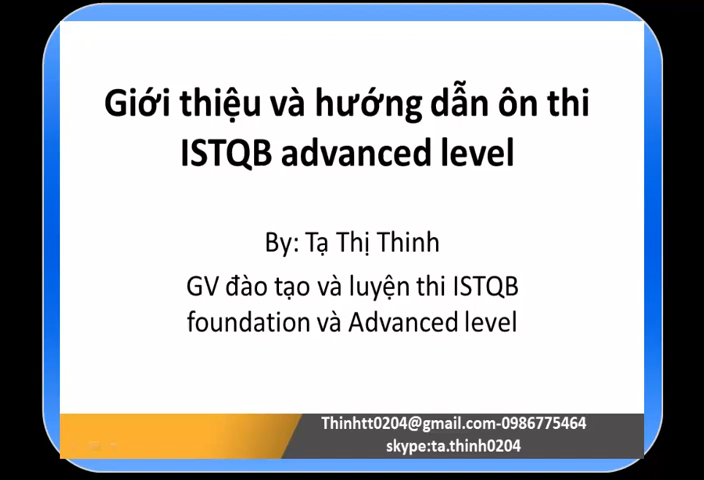 Giới thiệu và hướng dẫn ôn thi
ISTQB advanced level
By: Tạ Thị Thinh
GV đào tạo và luyện thi ISTQB
foundation và Advanced level
Thinhtt0204@gmail.com-0986775464
skype:ta.thinh0204